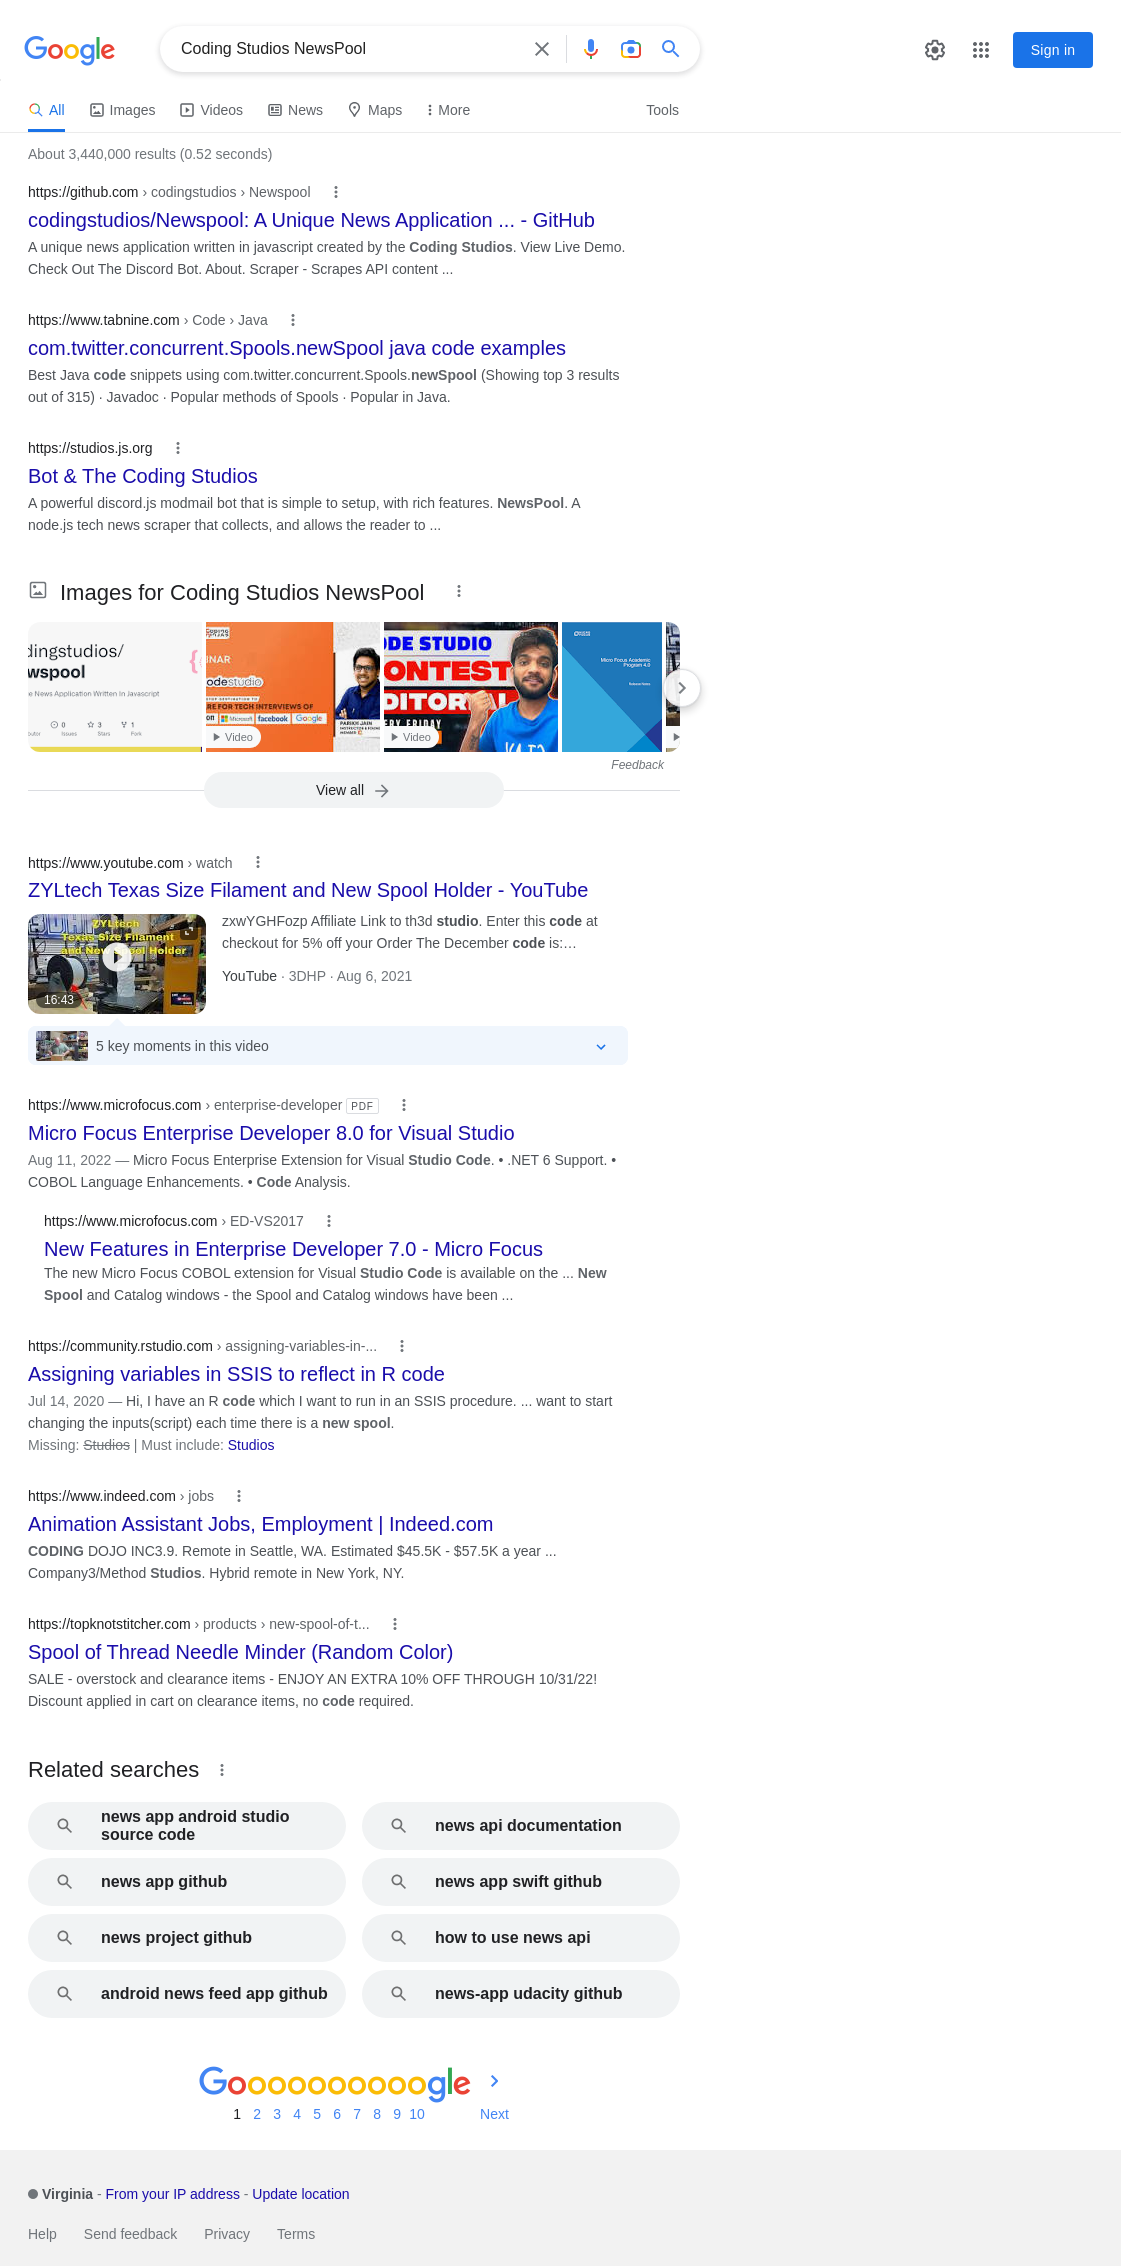 Google
Coding Studios NewsPool
Sign in
All
Images
Videos
News
Maps
More
Tools
About 3,440,000 results (0.52 seconds)
https://github.com › codingstudios › Newspool
codingstudios/Newspool: A Unique News Application ... - GitHub
A unique news application written in javascript created by the Coding Studios. View Live Demo.
Check Out The Discord Bot. About. Scraper - Scrapes API content ...
https://www.tabnine.com › Code › Java
com.twitter.concurrent.Spools.newSpool java code examples
Best Java code snippets using com.twitter.concurrent.Spools.newSpool (Showing top 3 results
out of 315) · Javadoc · Popular methods of Spools · Popular in Java.
https://studios.js.org
Bot & The Coding Studios
A powerful discord.js modmail bot that is simple to setup, with rich features. NewsPool. A
node.js tech news scraper that collects, and allows the reader to ...
Images for Coding Studios NewsPool
dingstudios/
wspool
e News Application Written In Javascript
0
3
1
Issues
Stars
Fork
NAR
codestudio
ARE FOR TECH INTERVIEWS OF
Microsoft
facebook
Google
PARIKH JAIN
Video
DE STUDIO
ONTEST
DITORIAL
ERY FRIDAY
Video
Micro Focus Academic
Program 4.0
Release Notes
Feedback
View all
https://www.youtube.com › watch
ZYLtech Texas Size Filament and New Spool Holder - YouTube
ZYLtech
Texas Size Filament
and New Spool Holder
16:43
zxwYGHFozp Affiliate Link to th3d studio. Enter this code at
checkout for 5% off your Order The December code is:…
YouTube · 3DHP · Aug 6, 2021
5 key moments in this video
https://www.microfocus.com › enterprise-developer PDF
Micro Focus Enterprise Developer 8.0 for Visual Studio
Aug 11, 2022 — Micro Focus Enterprise Extension for Visual Studio Code. • .NET 6 Support. •
COBOL Language Enhancements. • Code Analysis.
https://www.microfocus.com › ED-VS2017
New Features in Enterprise Developer 7.0 - Micro Focus
The new Micro Focus COBOL extension for Visual Studio Code is available on the ... New
Spool and Catalog windows - the Spool and Catalog windows have been ...
https://community.rstudio.com › assigning-variables-in-...
Assigning variables in SSIS to reflect in R code
Jul 14, 2020 — Hi, I have an R code which I want to run in an SSIS procedure. ... want to start
changing the inputs(script) each time there is a new spool.
Missing: Studios | Must include: Studios
https://www.indeed.com › jobs
Animation Assistant Jobs, Employment | Indeed.com
CODING DOJO INC3.9. Remote in Seattle, WA. Estimated $45.5K - $57.5K a year ...
Company3/Method Studios. Hybrid remote in New York, NY.
https://topknotstitcher.com › products › new-spool-of-t...
Spool of Thread Needle Minder (Random Color)
SALE - overstock and clearance items - ENJOY AN EXTRA 10% OFF THROUGH 10/31/22!
Discount applied in cart on clearance items, no code required.
Related searches
news app android studio
source code
news api documentation
news app github
news app swift github
news project github
how to use news api
android news feed app github
news-app udacity github
Goooooooooogle
1 2 3 4 5 6 7 8 9 10 Next
Virginia - From your IP address - Update location
Help Send feedback Privacy Terms